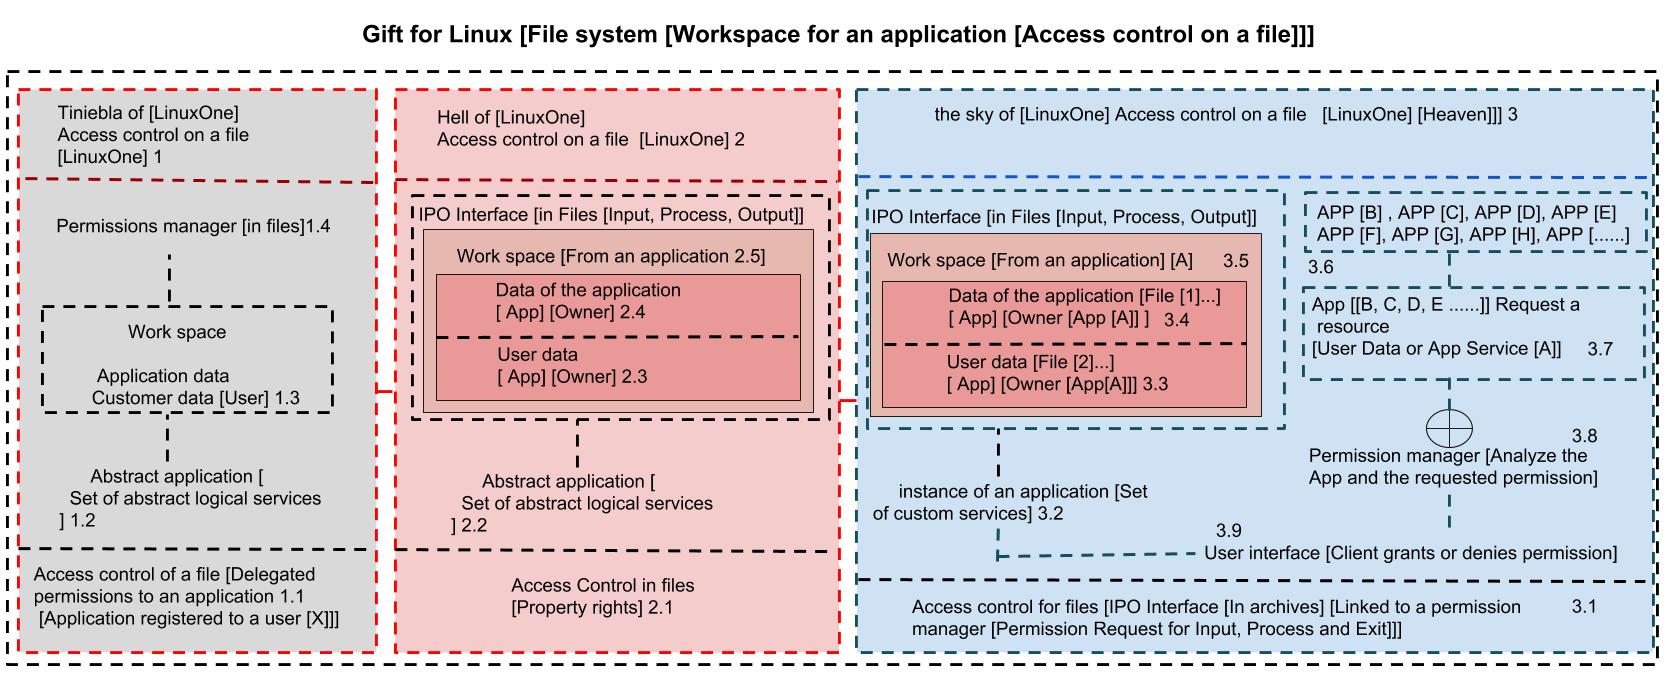 Gift for Linux [File system [Workspace for an application [Access control on a file]]]
Tiniebla of [LinuxOne]
Access control on a file
[LinuxOne] 1
Permissions manager [in files]1.4
Work space
Application data
Customer data [User] 1.3
Abstract application [
Set of abstract logical services
] 1.2
Access control of a file [Delegated
permissions to an application 1.1
[Application registered to a user [X]]]
Hell of [LinuxOne]
Access control on a file [LinuxOne] 2
IPO Interface [in Files [Input, Process, Output]]
Work space [From an application 2.5]
Data of the application
[ App] [Owner] 2.4
User data
[ App] [Owner] 2.3
Abstract application [
Set of abstract logical services
] 2.2
Access Control in files
[Property rights] 2.1
the sky of [LinuxOne] Access control on a file [LinuxOne] [Heaven]]] 3
IPO Interface [in Files [Input, Process, Output]]
Work space [From an application] [A] 3.5
Data of the application [File [1]...]
[ App] [Owner [App [A]] ] 3.4
User data [File [2]...]
[ App] [Owner [App[A]]] 3.3
instance of an application [Set
of custom services] 3.2
APP [B] , APP [C], APP [D], APP [E]
APP [F], APP [G], APP [H], APP [......]
3.6
App [[B, C, D, E ......]] Request a
resource
[User Data or App Service [A]] 3.7
3.8
Permission manager [Analyze the
App and the requested permission]
3.9
User interface [Client grants or denies permission]
Access control for files [IPO Interface [In archives] [Linked to a permission 3.1
manager [Permission Request for Input, Process and Exit]]]